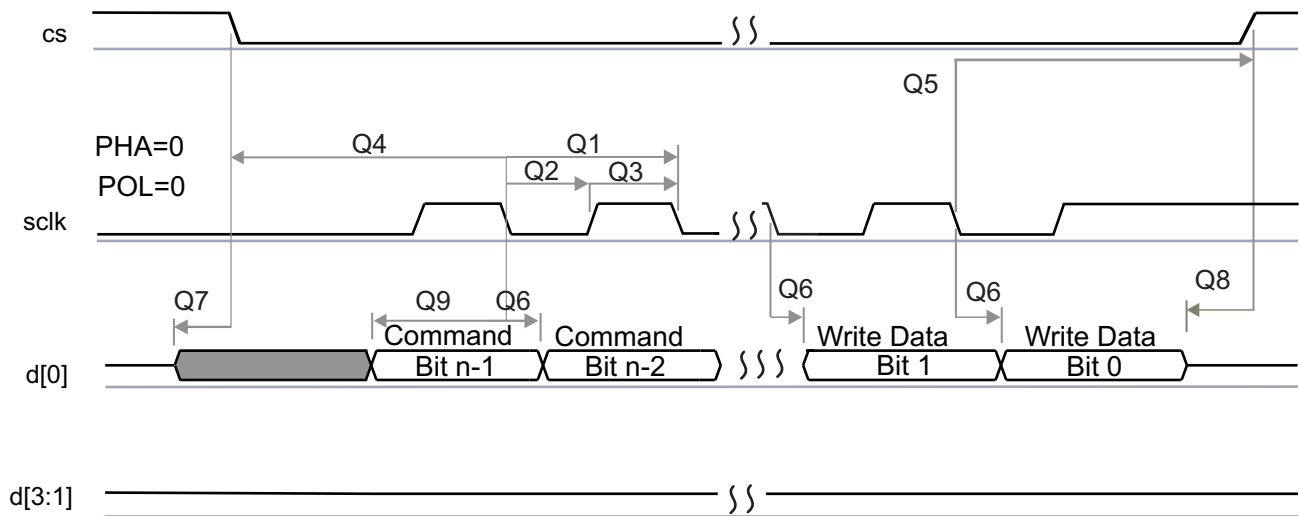 cs
Q5
PHA=0
Q4
Q1
POL=0
Q2
Q3
sclk
Q7
Q9
Q6
Q6
Q6
Q8
Command
Command
Write Data
Write Data
d[0]
Bit n-1
Bit n-2
Bit 1
Bit 0
d[3:1]